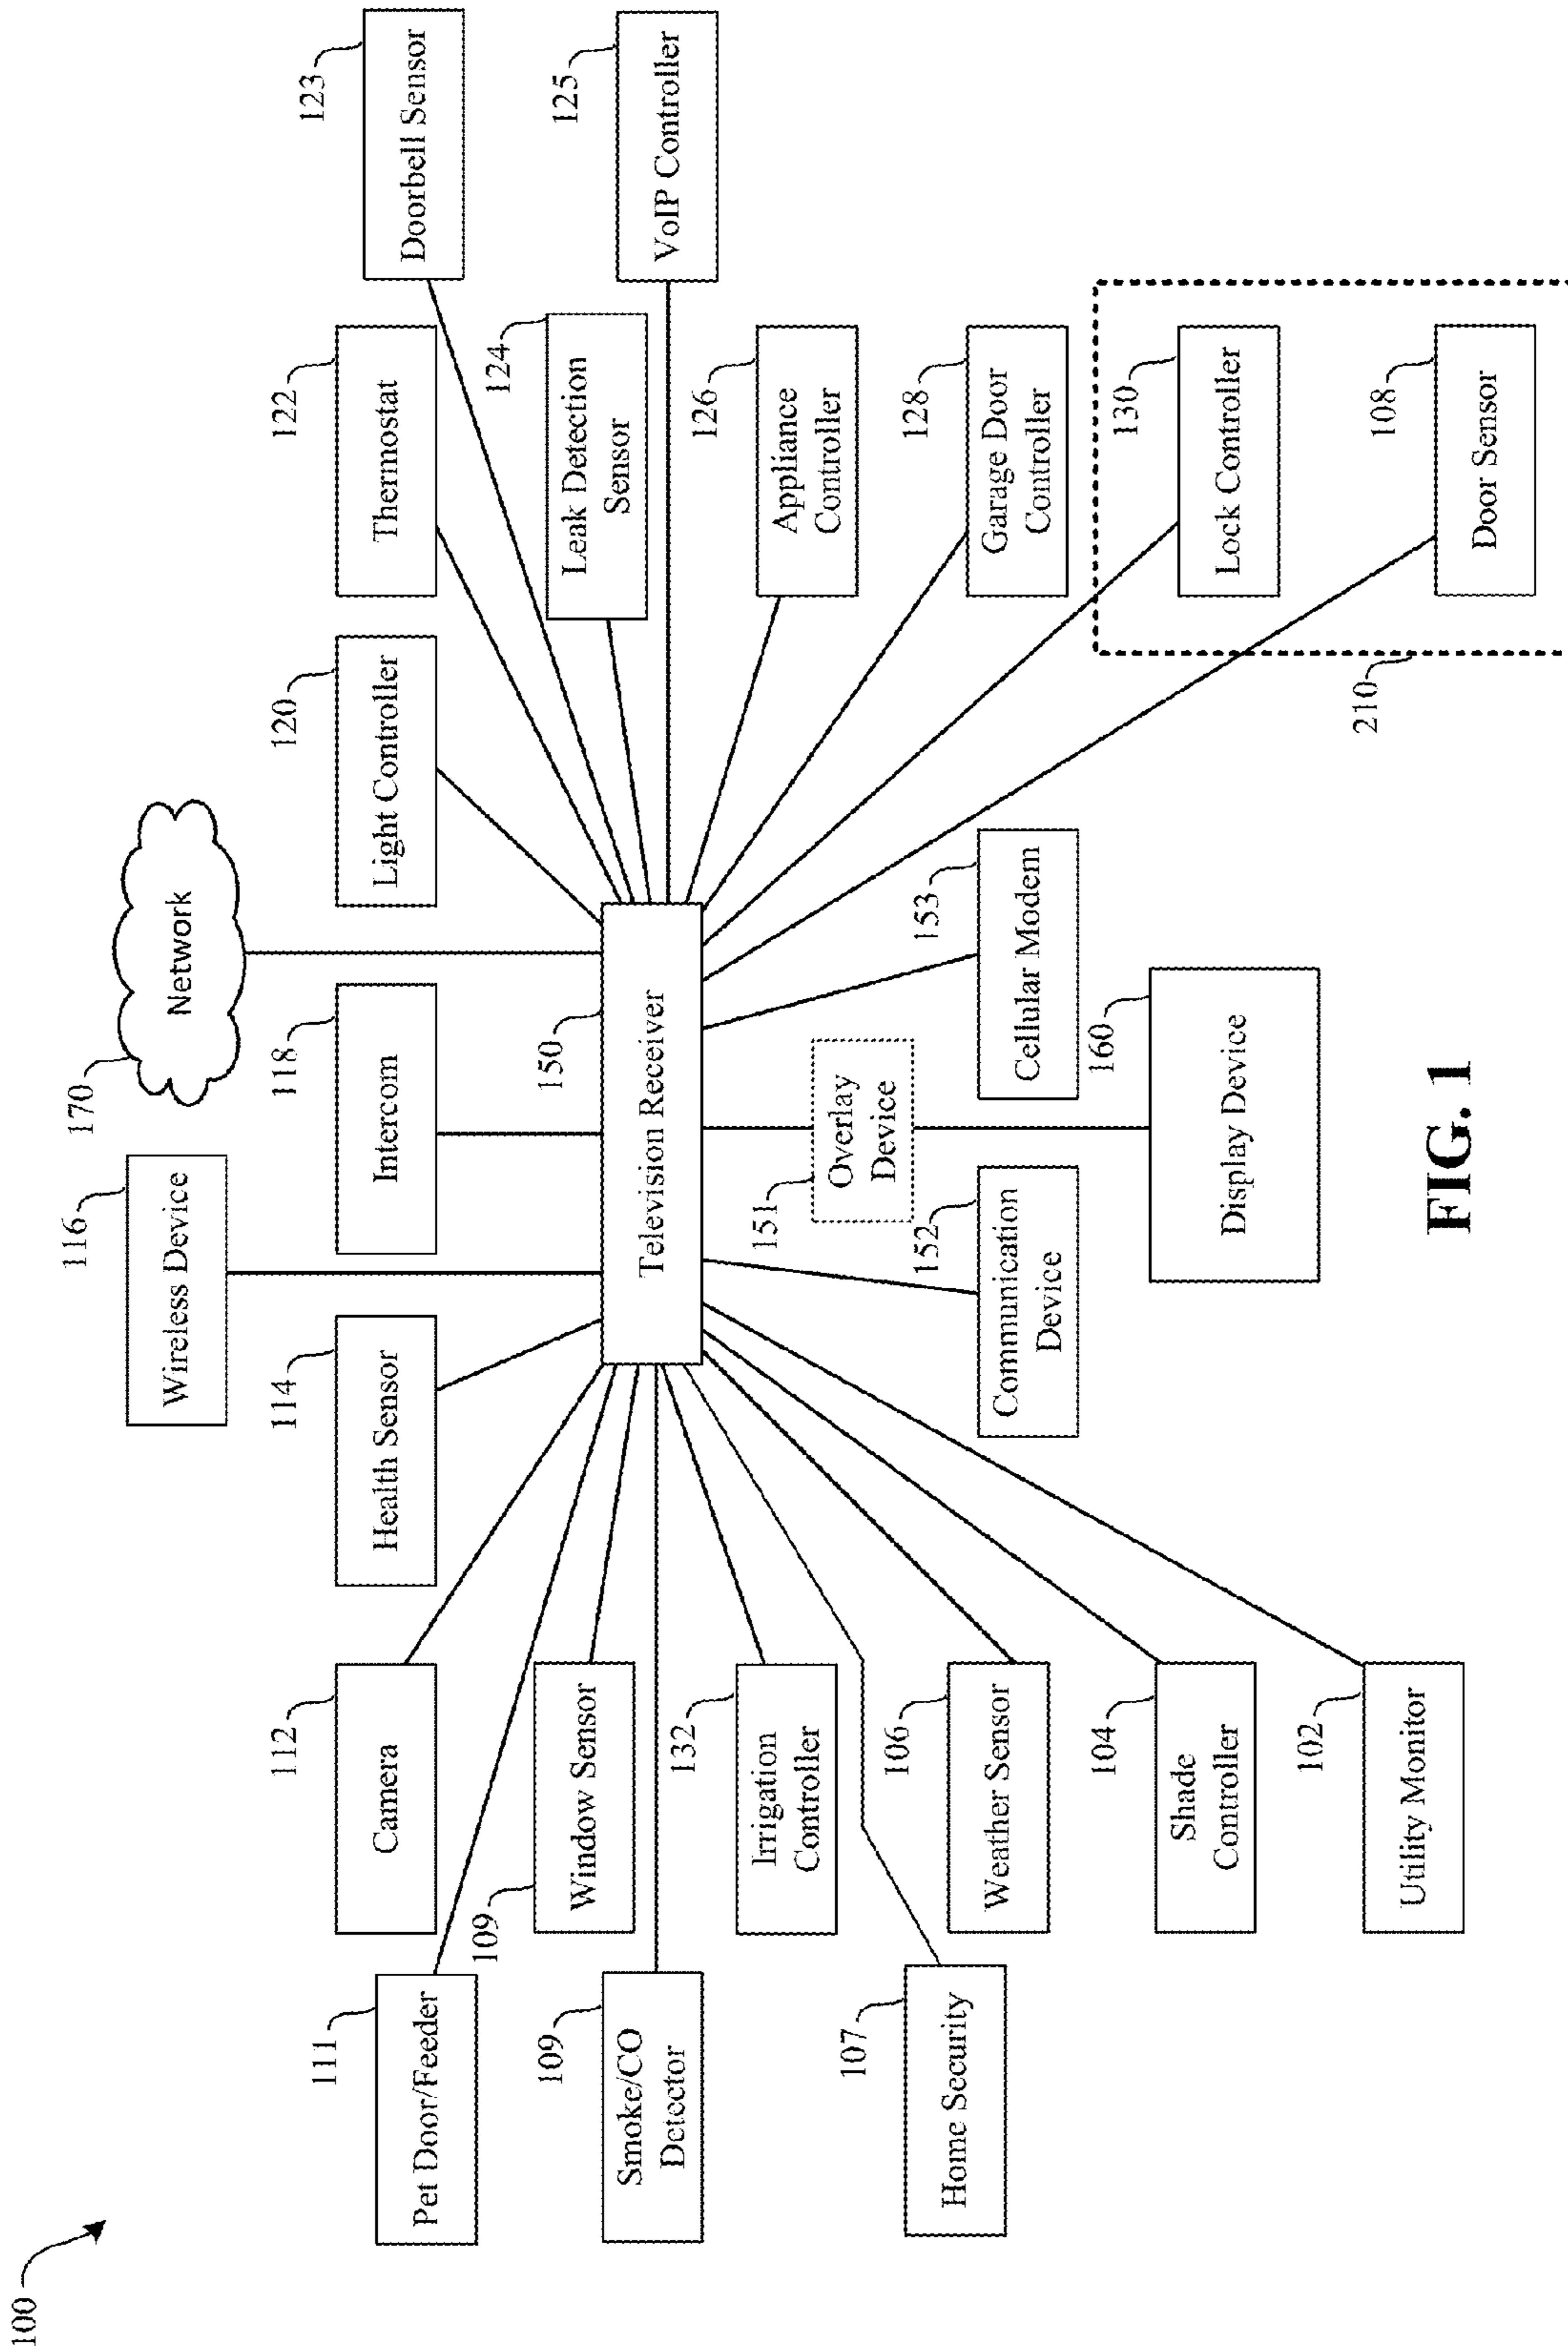 100
170
Network
116
Wireless Device
111
Pet Door/Feeder
112
Camera
114
Health Sensor
118
Intercom
120
Light Controller
122
Thermostat
123
Doorbell Sensor
109
Window Sensor
124
Leak Detection
Sensor
109
Smoke/CO
Detector
150
Television Receiver
125
VoIP Controller
132
Irrigation
Controller
126
Appliance
Controller
151
Overlay
Device
107
Home Security
106
Weather Sensor
152
Communication
Device
153
Cellular Modem
128
Garage Door
Controller
104
Shade
Controller
160
Display Device
130
Lock Controller
102
Utility Monitor
210
108
Door Sensor
FIG. 1